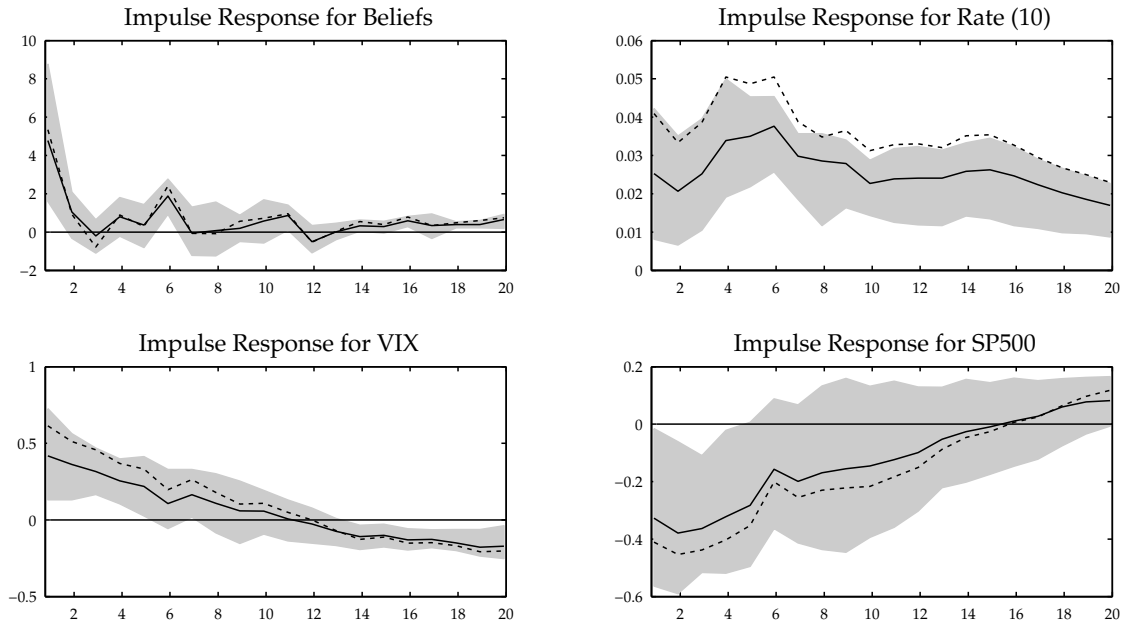 Impulse Response for Beliefs
10
8
6
4
2
0
−2
2 4 6 8 10 12 14 16 18 20
Impulse Response for Rate (10)
0.06
0.05
0.04
0.03
0.02
0.01
0
2 4 6 8 10 12 14 16 18 20
Impulse Response for VIX
1
0.5
0
−0.5
2 4 6 8 10 12 14 16 18 20
Impulse Response for SP500
0.2
0
−0.2
−0.4
−0.6
2 4 6 8 10 12 14 16 18 20